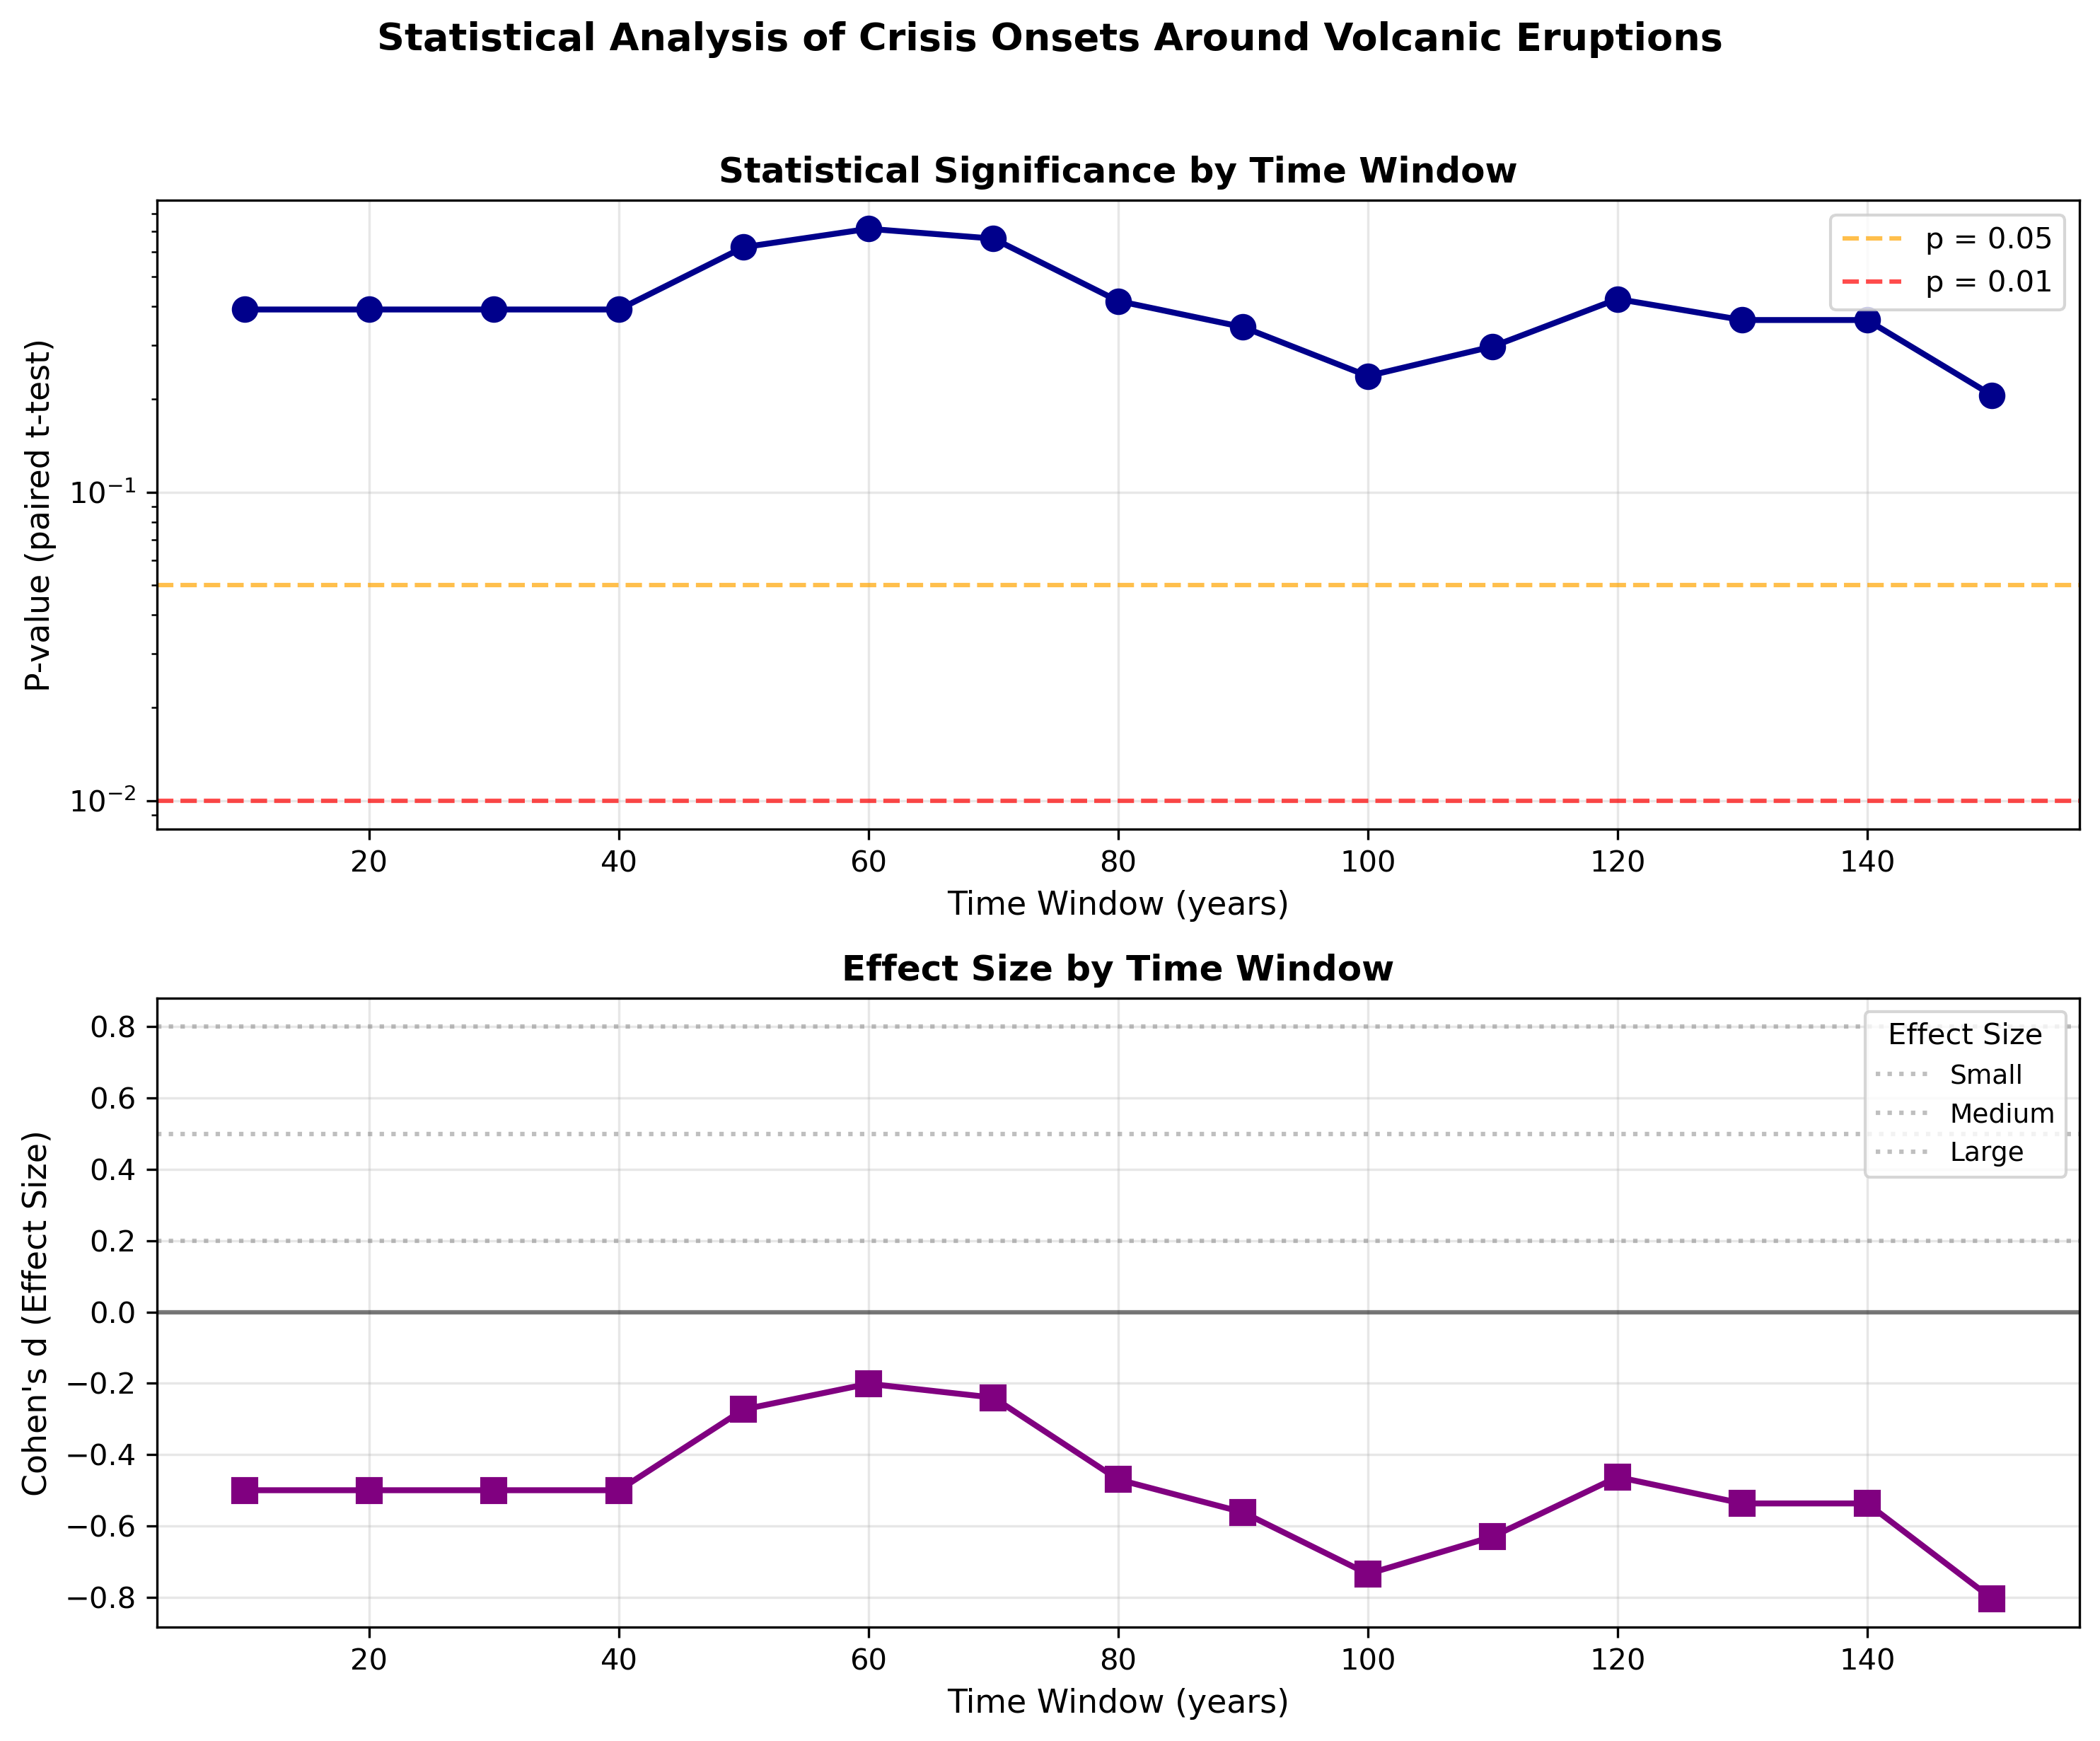 Statistical Analysis of Crisis Onsets Around Volcanic Eruptions
Statistical Significance by Time Window
P-value (paired t-test)
10⁻¹
10⁻²
p = 0.05
p = 0.01
20 40 60 80 100 120 140
Time Window (years)
Effect Size by Time Window
Cohen's d (Effect Size)
0.8
0.6
0.4
0.2
0.0
−0.2
−0.4
−0.6
−0.8
Effect Size
Small
Medium
Large
20 40 60 80 100 120 140
Time Window (years)